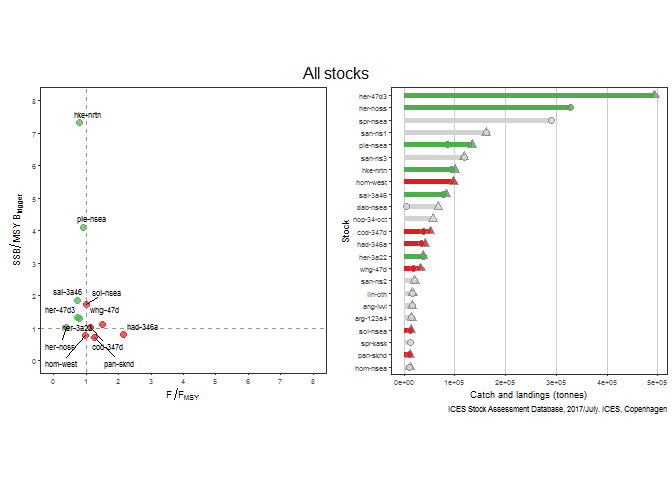 All stocks
8
7
6
5
4
3
2
1
0
SSB/ MSY Btrigger
hke-nrtn
ple-nsea
sai-3a46
sol-nsea
her-47d3
whg-47d
her-3a22
had-346a
her-noss
cod-347d
hom-west
pan-sknd
0 1 2 3 4 5 6 7 8
F /FMSY
Stock
her-47d3
her-noss
spr-nsea
san-ns1
ple-nsea
san-ns3
hke-nrtn
hom-west
sai-3a46
dab-nsea
nop-34-oct
cod-347d
had-346a
her-3a22
whg-47d
san-ns2
lin-oth
ang-ivvi
arg-123a4
sol-nsea
spr-kask
pan-sknd
hom-nsea
0e+00 1e+05 2e+05 3e+05 4e+05 5e+05
Catch and landings (tonnes)
ICES Stock Assessment Database, 2017/July. ICES, Copenhagen